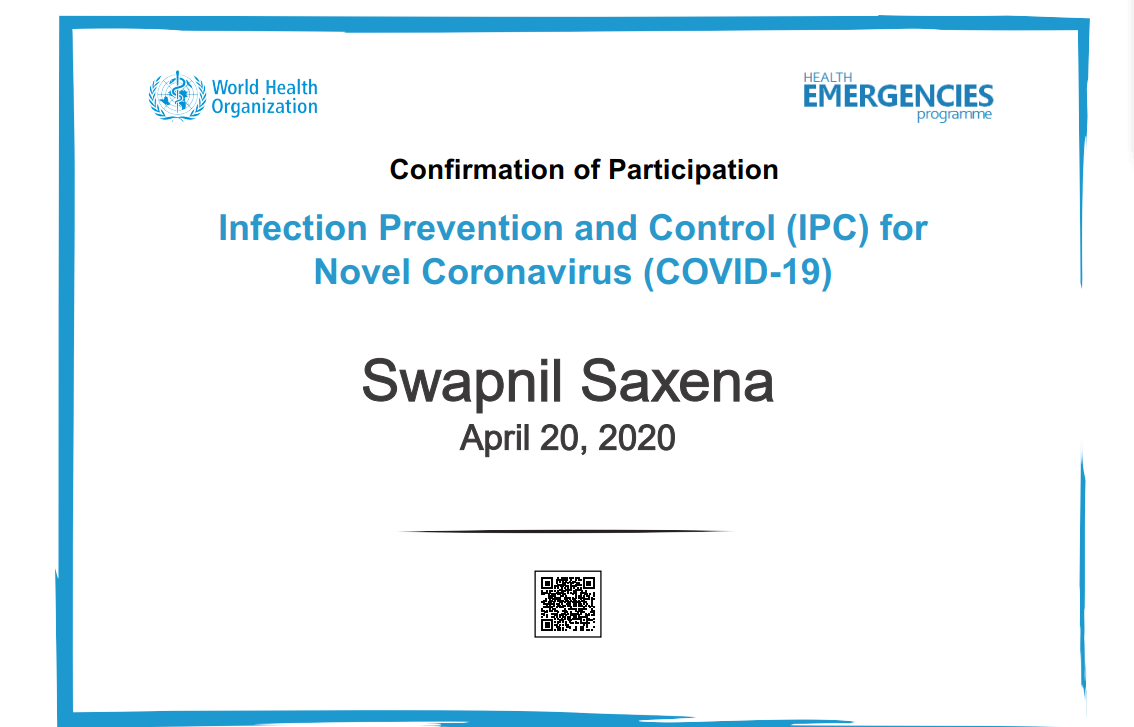 World Health
Organization
HEALTH
EMERGENCIES
programme
Confirmation of Participation
Infection Prevention and Control (IPC) for
Novel Coronavirus (COVID-19)
Swapnil Saxena
April 20, 2020